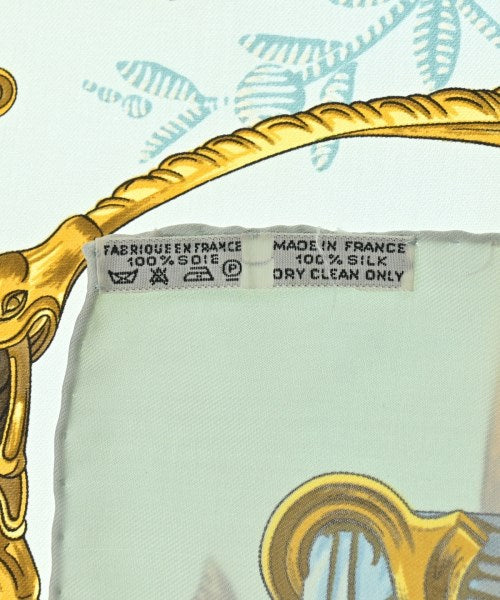 FABRIQUE EN FRANCE
100% SOIE
P
MADE IN FRANCE
100% SILK
DRY CLEAN ONLY